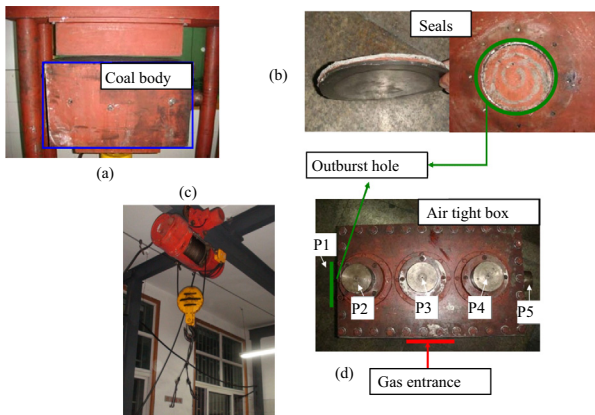 Seals
Coal body
(b)
(a)
Outburst hole
(c)
Air tight box
P1
P2
P3
P4
P5
(d)
Gas entrance